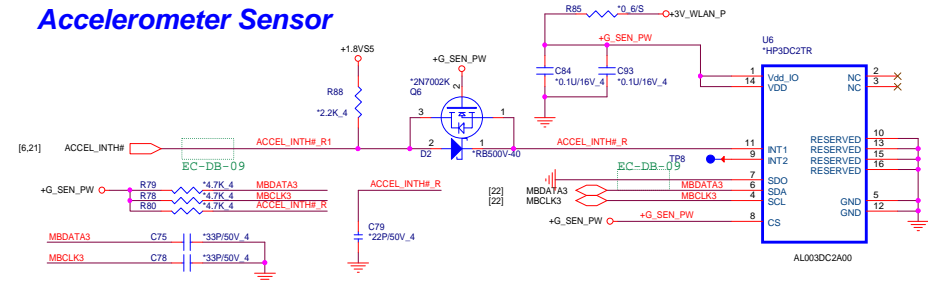 Accelerometer Sensor
R85 *0_6/S +3V_WLAN_P
+G_SEN_PW
U6
*HP3DC2TR
+1.8VS5
+G_SEN_PW
C84
*0.1U/16V_4
C93
*0.1U/16V_4
1 Vdd_IO
14 VDD
NC 2
NC 3
*2N7002K
Q6
2
3
1
R88
*2.2K_4
[6,21] ACCEL_INTH# ACCEL_INTH#_R1
2 1
D2 *RB500V-40
ACCEL_INTH#_R
11 INT1
9 INT2
TP8
RESERVED 10
RESERVED 13
RESERVED 15
RESERVED 16
EC-DB-09
EC-DB-09
7 SDO
[22] MBDATA3 MBDATA3 6 SDA
[22] MBCLK3 MBCLK3 4 SCL
GND 5
GND 12
+G_SEN_PW +G_SEN_PW 8 CS
AL003DC2A00
+G_SEN_PW R79 *4.7K_4 MBDATA3
R78 *4.7K_4 MBCLK3
R80 *4.7K_4 ACCEL_INTH#_R
ACCEL_INTH#_R
C79
*22P/50V_4
MBDATA3 C75 *33P/50V_4
MBCLK3 C78 *33P/50V_4